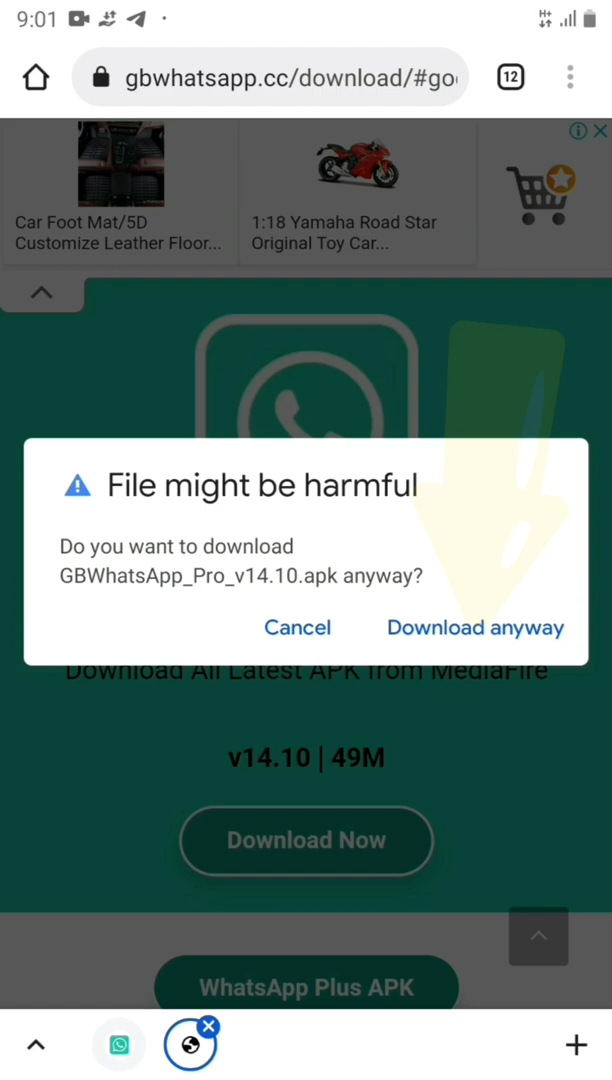 9:01
gbwhatsapp.cc/download/#go
12
Car Foot Mat/5D
Customize Leather Floor...
1:18 Yamaha Road Star
Original Toy Car...
File might be harmful
Do you want to download
GBWhatsApp_Pro_v14.10.apk anyway?
Cancel
Download anyway
Download All Latest APK from MediaFire
v14.10 | 49M
Download Now
WhatsApp Plus APK